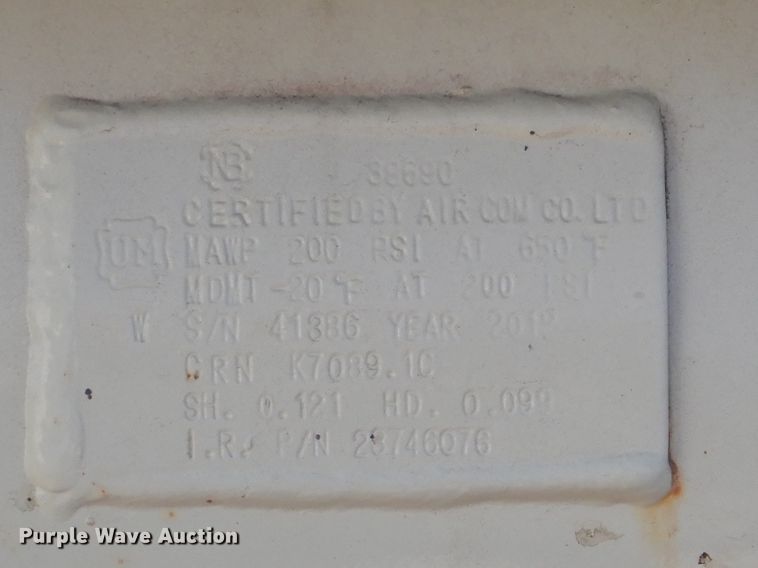 NB 38690
CERTIFIED BY AIR COM CO. LTD
UM MAWP 200 PSI AT 650°F
MDMT -20°F AT 200 PSI
W S/N 41386 YEAR
CRN K7089.1C
SH. 0.121 HD. 0.099
I.R. P/N 23746076
Purple Wave Auction